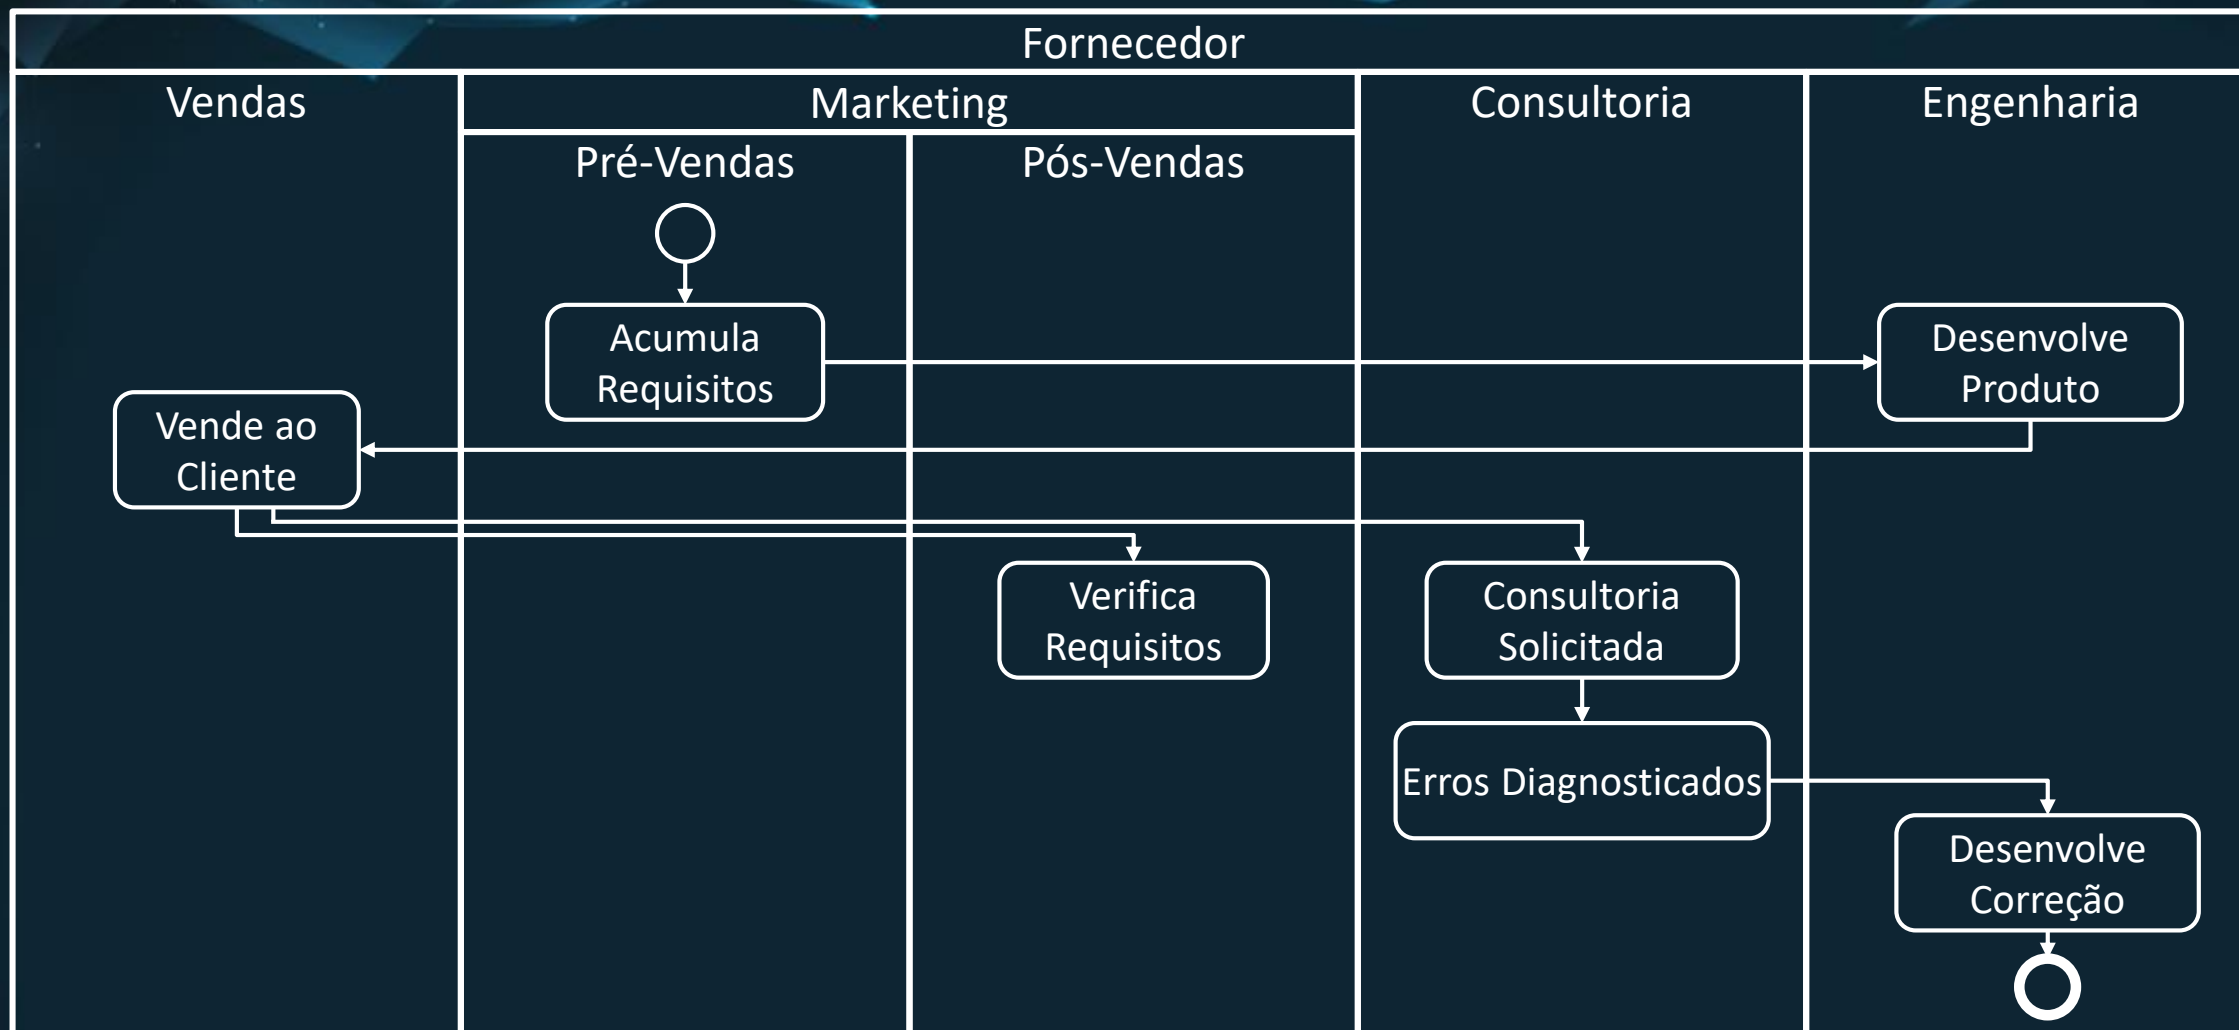 Fornecedor
Vendas
Marketing
Consultoria
Engenharia
Pré-Vendas
Pós-Vendas
Acumula
Requisitos
Desenvolve
Produto
Vende ao
Cliente
Verifica
Requisitos
Consultoria
Solicitada
Erros Diagnosticados
Desenvolve
Correção